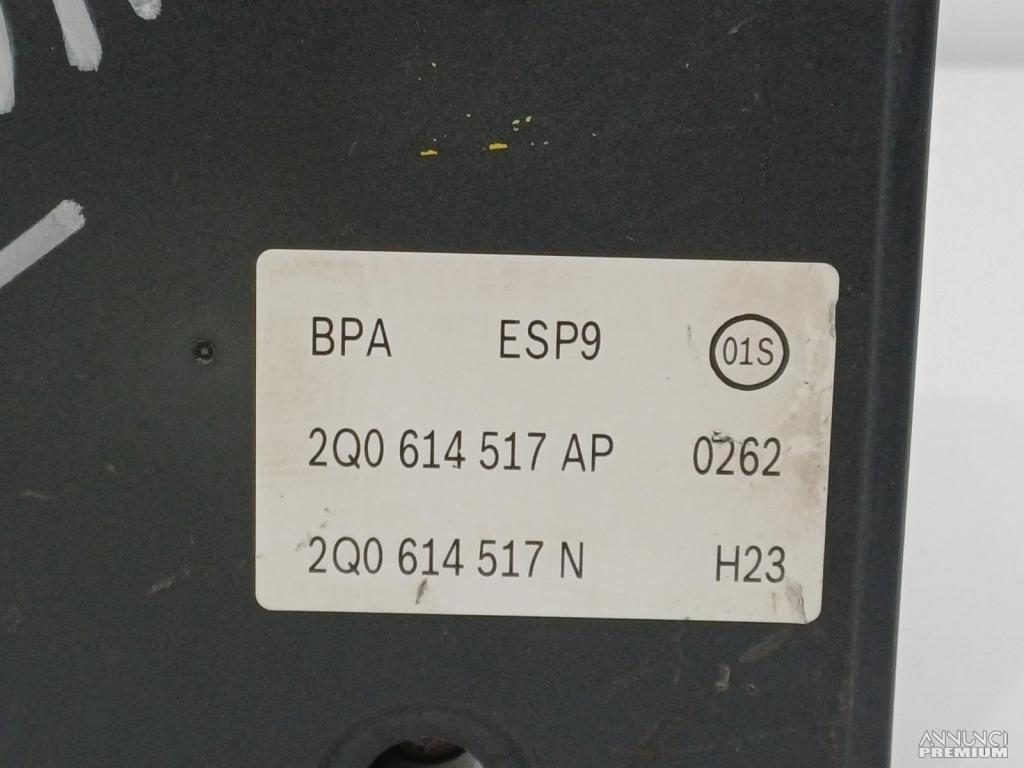 BPA ESP9 01S
2Q0 614 517 AP 0262
2Q0 614 517 N H23
ANNUNCI
PREMIUM